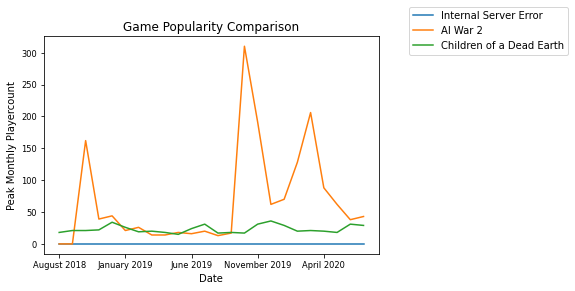 Game Popularity Comparison
Internal Server Error
AI War 2
Children of a Dead Earth
Peak Monthly Playercount
300
250
200
150
100
50
0
August 2018 January 2019 June 2019 November 2019 April 2020
Date